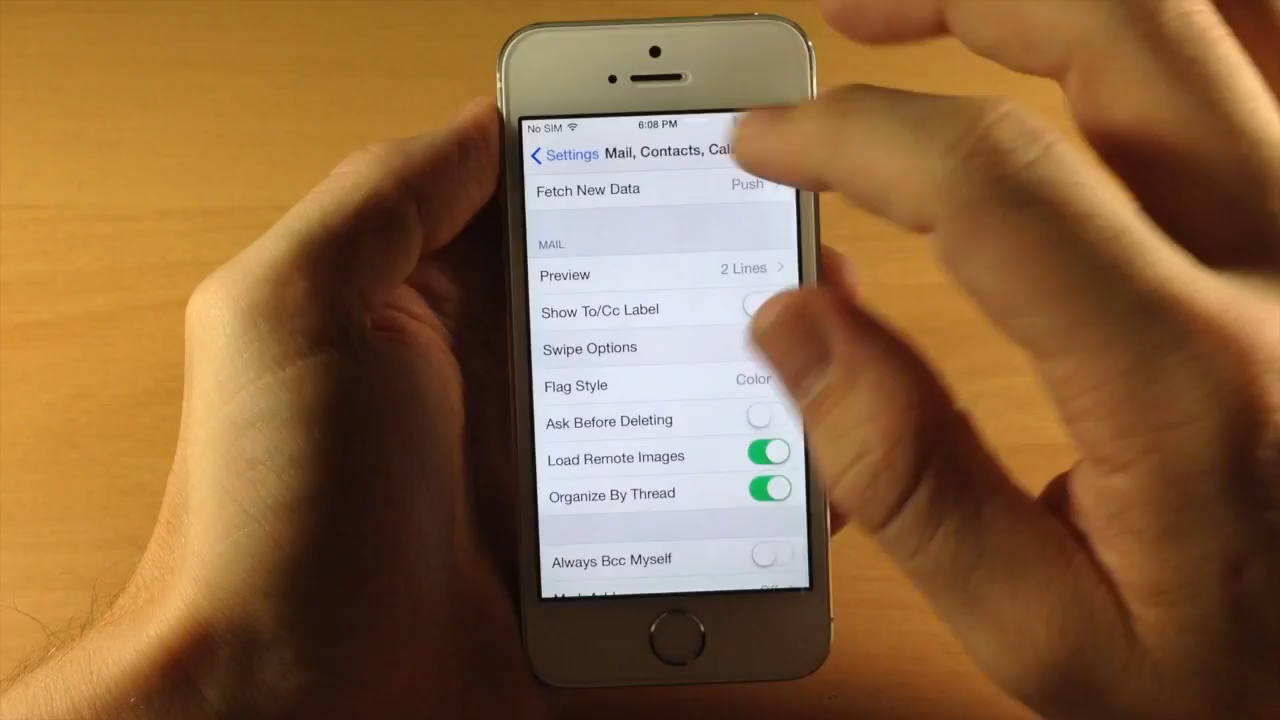 No SIM 6:08 PM
Settings Mail, Contacts,
Fetch New Data Push
MAIL
Preview 2 Lines
Show To/Cc Label
Swipe Options
Flag Style Color
Ask Before Deleting
Load Remote Images
Organize By Thread
Always Bcc Myself